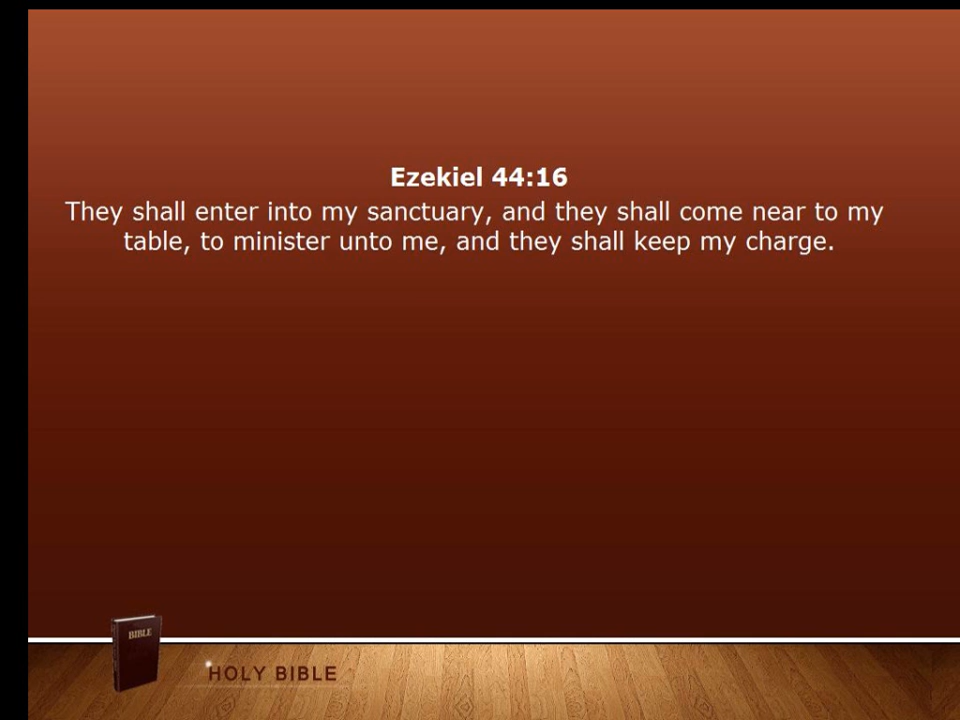 Ezekiel 44:16
They shall enter into my sanctuary, and they shall come near to my
table, to minister unto me, and they shall keep my charge.
BIBLE
HOLY BIBLE